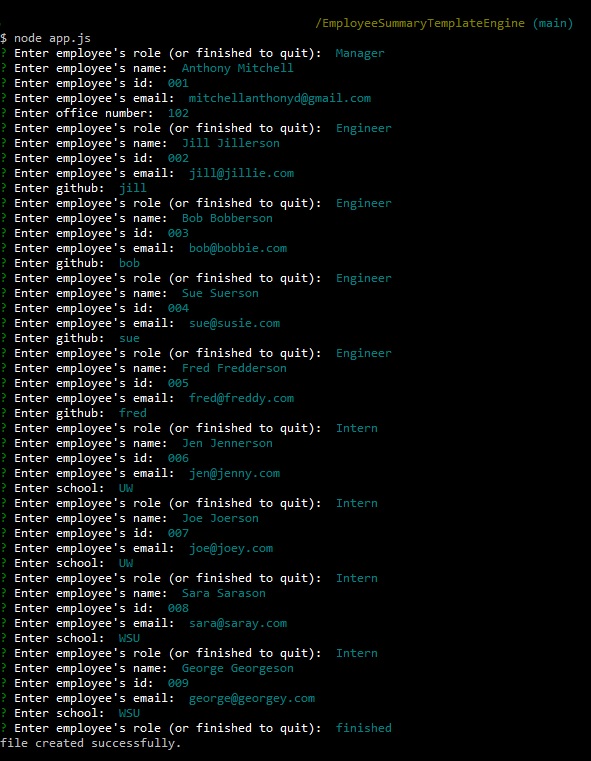 /EmployeeSummaryTemplateEngine (main)
$ node app.js
? Enter employee's role (or finished to quit):  Manager
? Enter employee's name:  Anthony Mitchell
? Enter employee's id:  001
? Enter employee's email:  mitchellanthonyd@gmail.com
? Enter office number:  102
? Enter employee's role (or finished to quit):  Engineer
? Enter employee's name:  Jill Jillerson
? Enter employee's id:  002
? Enter employee's email:  jill@jillie.com
? Enter github:  jill
? Enter employee's role (or finished to quit):  Engineer
? Enter employee's name:  Bob Bobberson
? Enter employee's id:  003
? Enter employee's email:  bob@bobbie.com
? Enter github:  bob
? Enter employee's role (or finished to quit):  Engineer
? Enter employee's name:  Sue Suerson
? Enter employee's id:  004
? Enter employee's email:  sue@susie.com
? Enter github:  sue
? Enter employee's role (or finished to quit):  Engineer
? Enter employee's name:  Fred Fredderson
? Enter employee's id:  005
? Enter employee's email:  fred@freddy.com
? Enter github:  fred
? Enter employee's role (or finished to quit):  Intern
? Enter employee's name:  Jen Jennerson
? Enter employee's id:  006
? Enter employee's email:  jen@jenny.com
? Enter school:  UW
? Enter employee's role (or finished to quit):  Intern
? Enter employee's name:  Joe Joerson
? Enter employee's id:  007
? Enter employee's email:  joe@joey.com
? Enter school:  UW
? Enter employee's role (or finished to quit):  Intern
? Enter employee's name:  Sara Sarason
? Enter employee's id:  008
? Enter employee's email:  sara@saray.com
? Enter school:  WSU
? Enter employee's role (or finished to quit):  Intern
? Enter employee's name:  George Georgeson
? Enter employee's id:  009
? Enter employee's email:  george@georgey.com
? Enter school:  WSU
? Enter employee's role (or finished to quit):  finished
file created successfully.